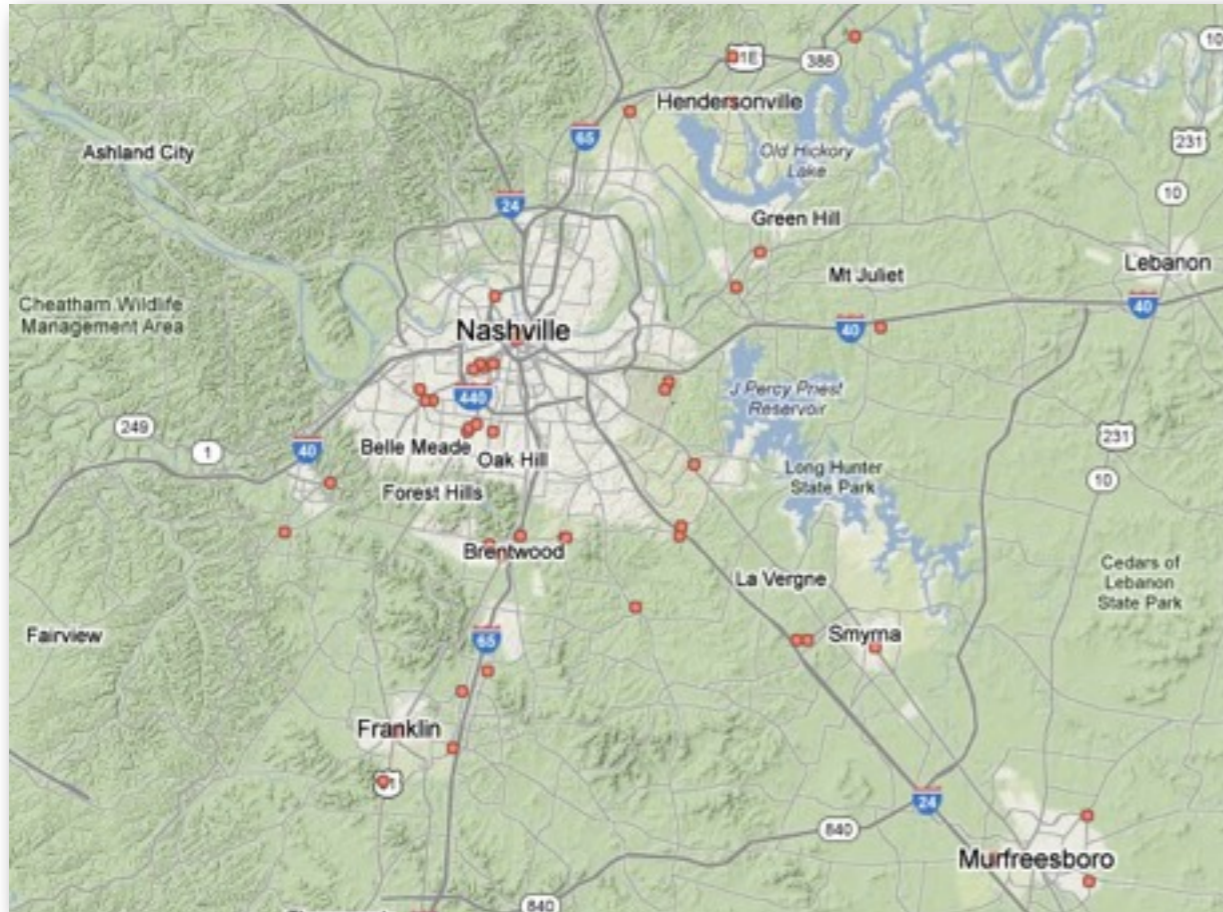 1E
386
10
Hendersonville
65
231
Ashland City
Old Hickory
Lake
10
24
Green Hill
Lebanon
Mt Juliet
Cheatham Wildlife
Management Area
40
Nashville
40
J Percy Priest
Reservoir
440
249
1
40
231
Belle Meade
Oak Hill
Long Hunter
State Park
10
Forest Hills
Brentwood
Cedars of
Lebanon
State Park
La Vergne
Fairview
65
Smyrna
Franklin
24
840
Murfreesboro
840